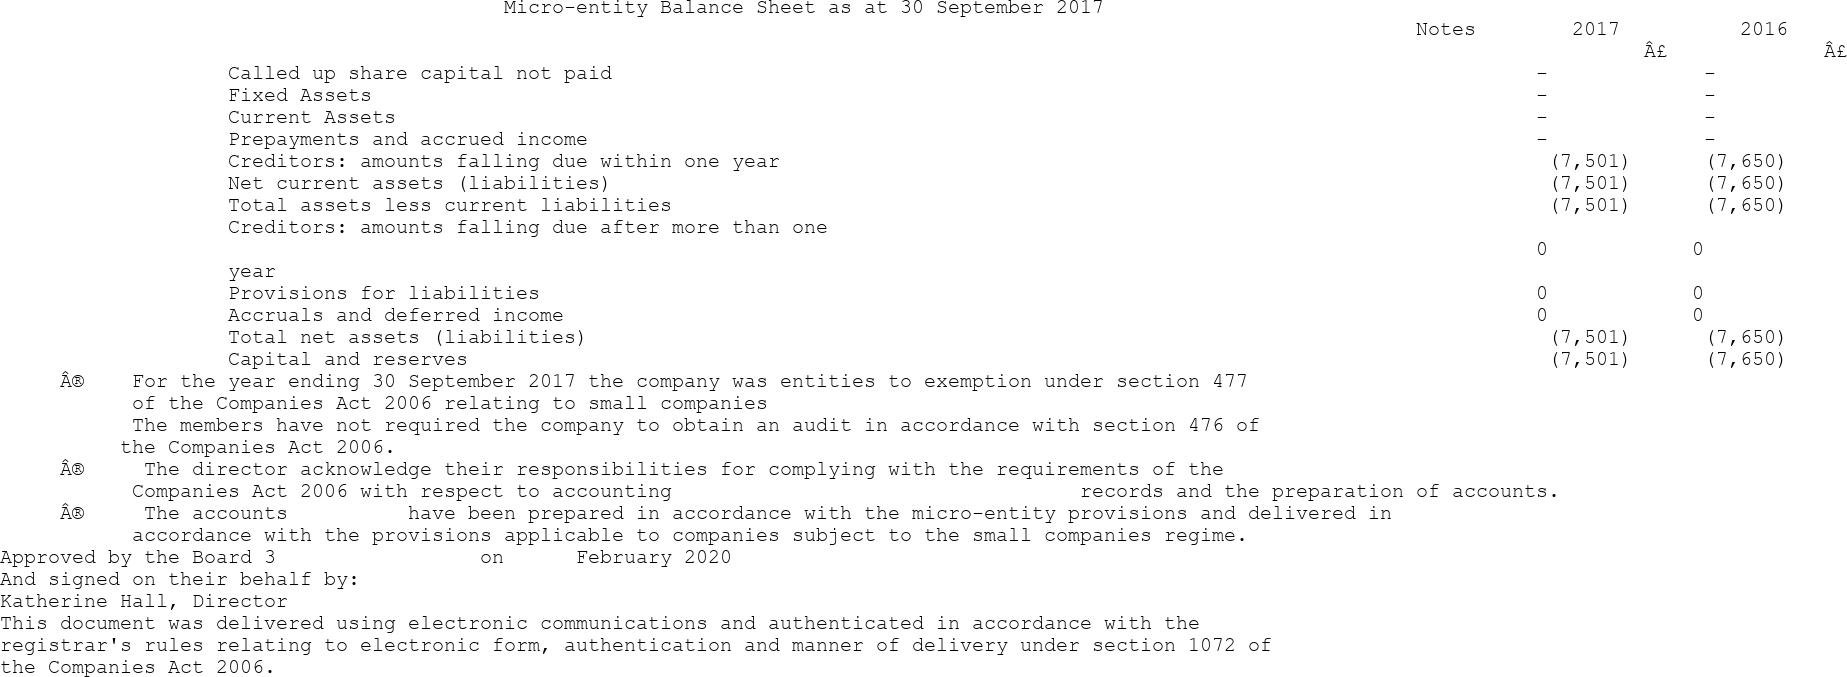 Micro-entity Balance Sheet as at 30 September 2017
Notes 2017 2016
Â£ Â£
Called up share capital not paid - -
Fixed Assets - -
Current Assets - -
Prepayments and accrued income - -
Creditors: amounts falling due within one year (7,501) (7,650)
Net current assets (liabilities) (7,501) (7,650)
Total assets less current liabilities (7,501) (7,650)
Creditors: amounts falling due after more than one
0 0
year
Provisions for liabilities 0 0
Accruals and deferred income 0 0
Total net assets (liabilities) (7,501) (7,650)
Capital and reserves (7,501) (7,650)
Â® For the year ending 30 September 2017 the company was entities to exemption under section 477
of the Companies Act 2006 relating to small companies
The members have not required the company to obtain an audit in accordance with section 476 of
the Companies Act 2006.
Â® The director acknowledge their responsibilities for complying with the requirements of the
Companies Act 2006 with respect to accounting records and the preparation of accounts.
Â® The accounts have been prepared in accordance with the micro-entity provisions and delivered in
accordance with the provisions applicable to companies subject to the small companies regime.
Approved by the Board 3 on February 2020
And signed on their behalf by:
Katherine Hall, Director
This document was delivered using electronic communications and authenticated in accordance with the
registrar's rules relating to electronic form, authentication and manner of delivery under section 1072 of
the Companies Act 2006.